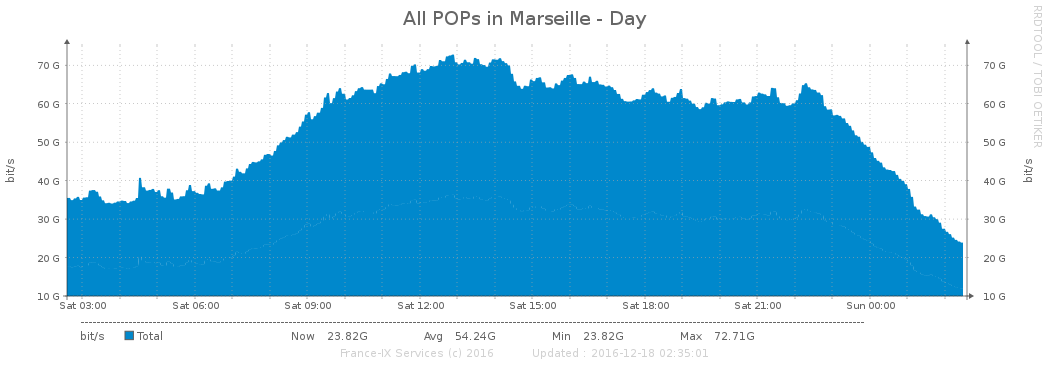 All POPs in Marseille - Day
RRDTOOL / TOBI OETIKER
70 G 70 G
60 G 60 G
50 G 50 G
40 G 40 G
30 G 30 G
20 G 20 G
10 G 10 G
bit/s
bit/s
Sat 03:00 Sat 06:00 Sat 09:00 Sat 12:00 Sat 15:00 Sat 18:00 Sat 21:00 Sun 00:00
bit/s Total Now 23.82G Avg 54.24G Min 23.82G Max 72.71G
France-IX Services (c) 2016 Updated : 2016-12-18 02:35:01